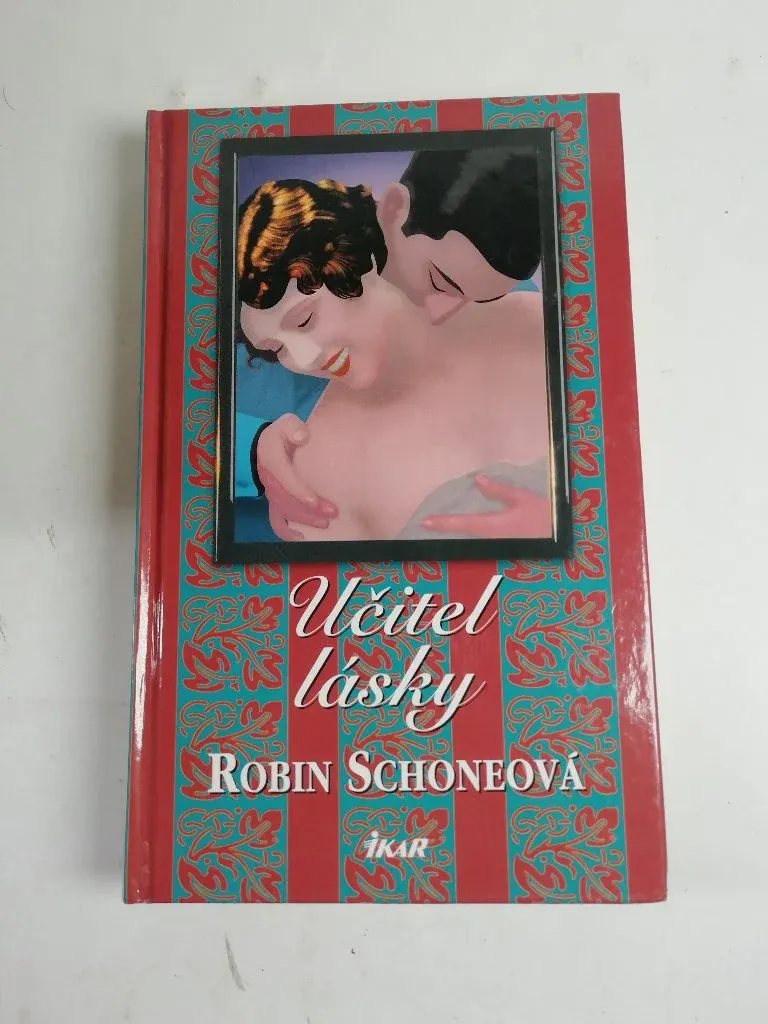 Učitel
lásky
ROBIN SCHONEOVÁ
IKAR